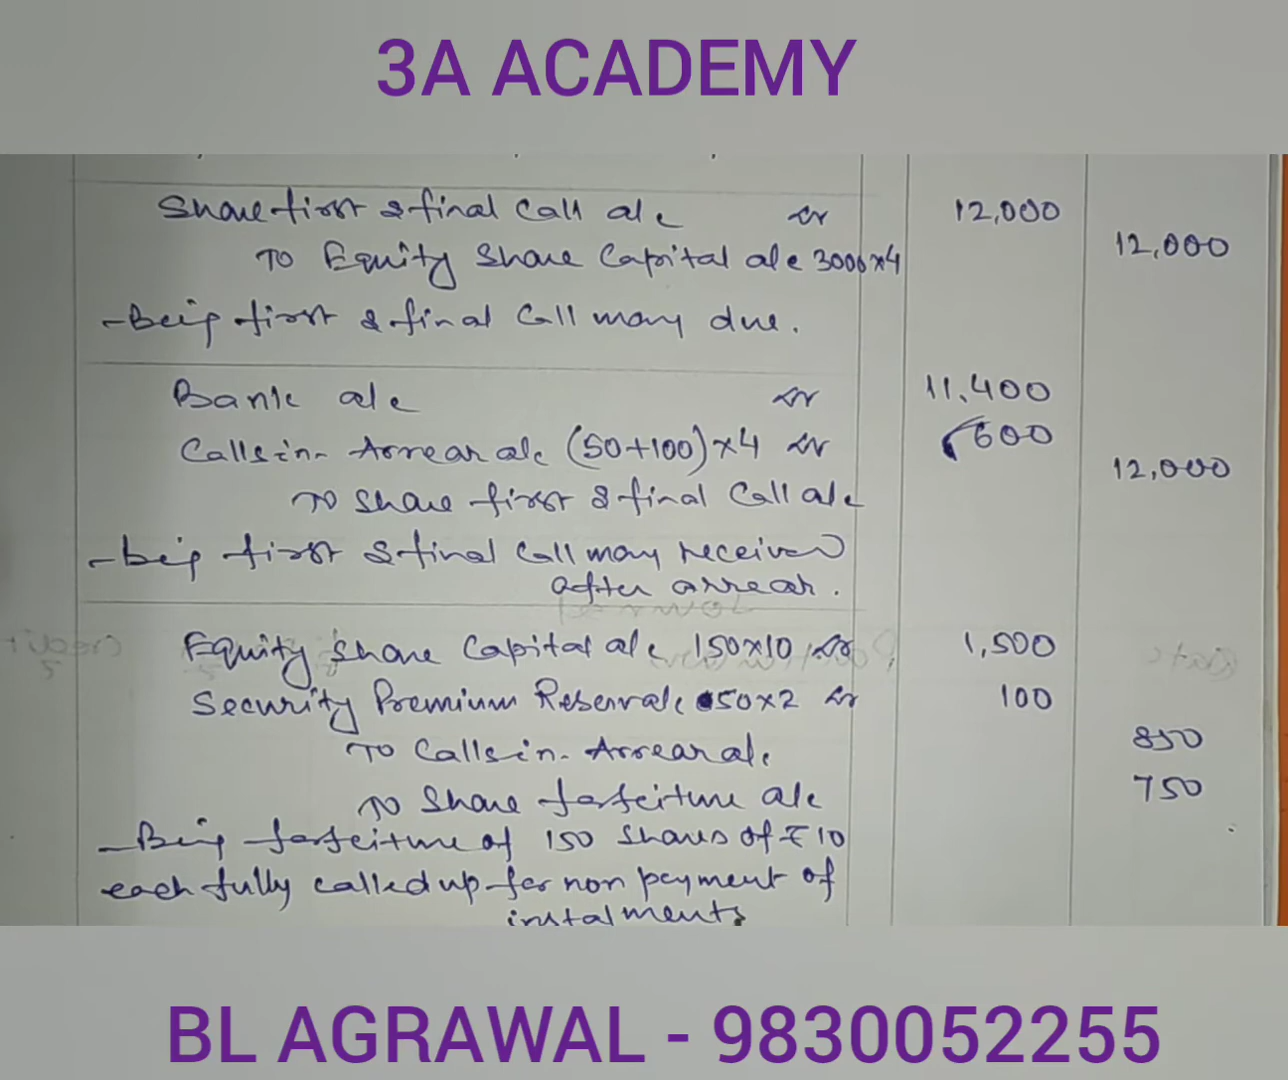 3A ACADEMY
Share first & final Call a/c Dr 12,000
To Equity Share Capital a/c 3000x4 12,000
- Being first & final Call money due.
Bank a/c Dr 11,400
Calls-in-Arrear a/c (50+100)x4 Dr 600
To Share first & final Call a/c 12,000
- being first & final Call money received
after arrear.
Equity Share Capital a/c 150x10 Dr 1,500
Security Premium Reserve a/c 50x2 Dr 100
To Calls-in-Arrear a/c 850
To Share forfeiture a/c 750
- Being forfeiture of 150 Shares of ₹10
each fully called up for non payment of
instalments
BL AGRAWAL - 9830052255